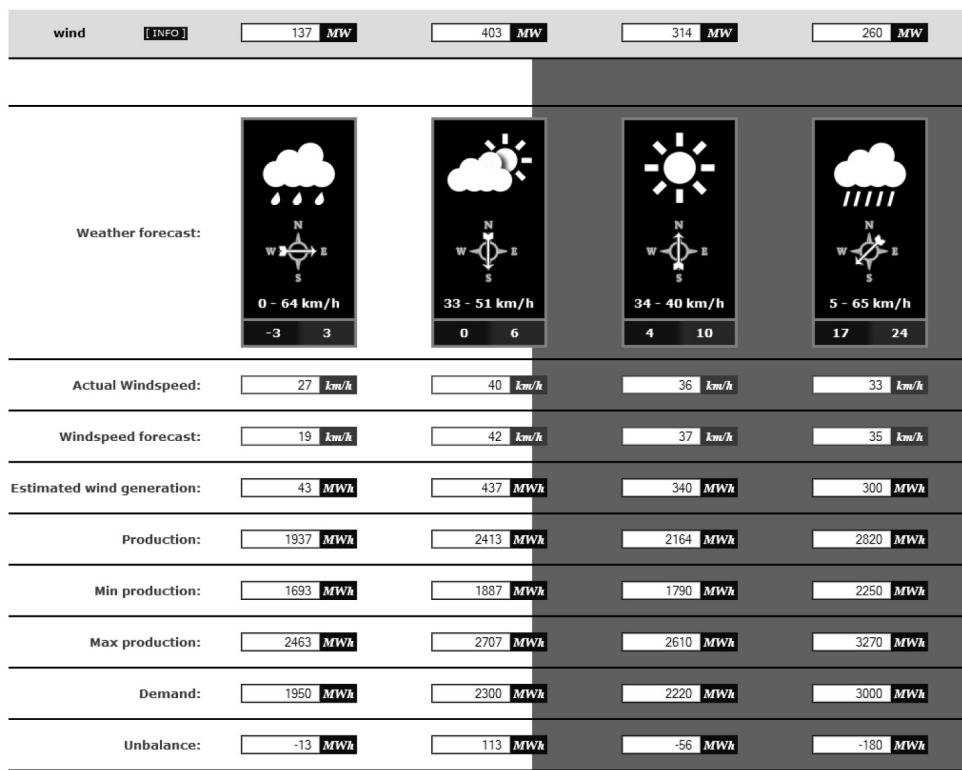 wind [ INFO ] 137 MW 403 MW 314 MW 260 MW
N N N N
Weather forecast: W E W E W E W E
S S S S
0 - 64 km/h 33 - 51 km/h 34 - 40 km/h 5 - 65 km/h
-3 3 0 6 4 10 17 24
Actual Windspeed: 27 km/h 40 km/h 36 km/h 33 km/h
Windspeed forecast: 19 km/h 42 km/h 37 km/h 35 km/h
Estimated wind generation: 43 MWh 437 MWh 340 MWh 300 MWh
Production: 1937 MWh 2413 MWh 2164 MWh 2820 MWh
Min production: 1693 MWh 1887 MWh 1790 MWh 2250 MWh
Max production: 2463 MWh 2707 MWh 2610 MWh 3270 MWh
Demand: 1950 MWh 2300 MWh 2220 MWh 3000 MWh
Unbalance: -13 MWh 113 MWh -56 MWh -180 MWh